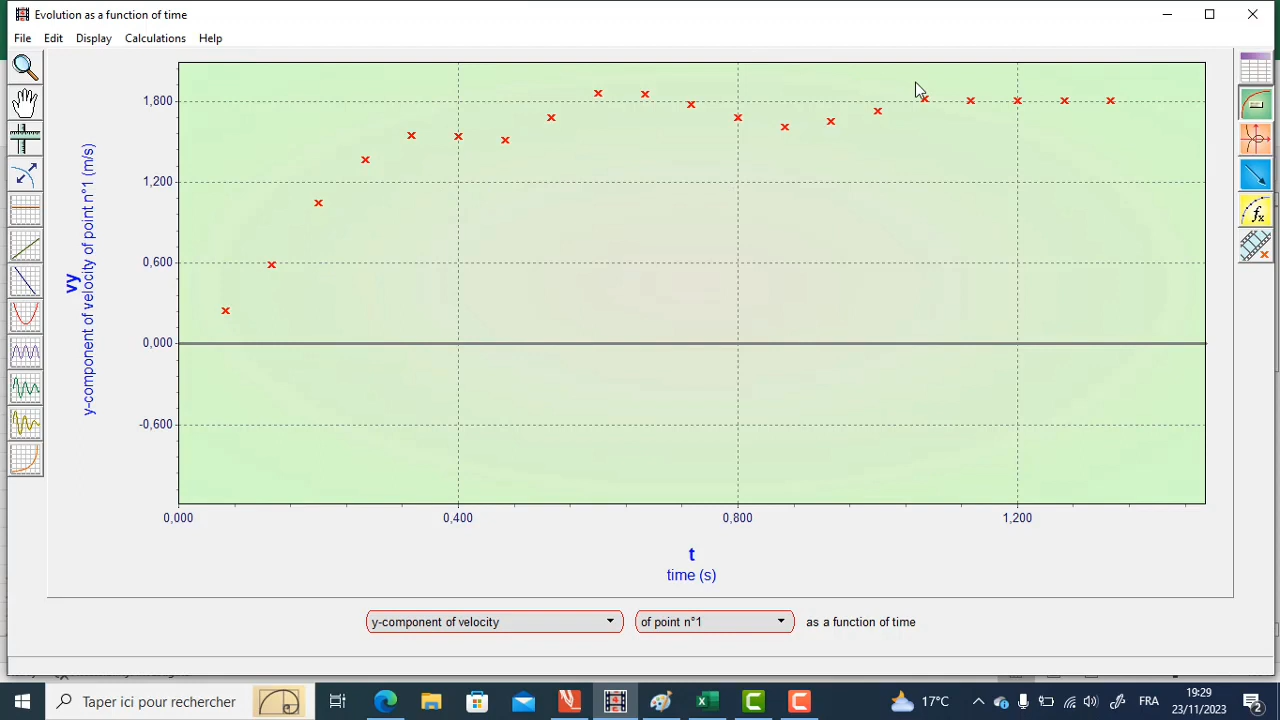 Evolution as a function of time
File Edit Display Calculations Help
1,800
1,200
0,600
0,000
-0,600
vy
y-component of velocity of point n°1 (m/s)
0,000 0,400 0,800 1,200
t
time (s)
y-component of velocity of point n°1 as a function of time
fx
Taper ici pour rechercher
17°C
FRA
19:29
23/11/2023
2